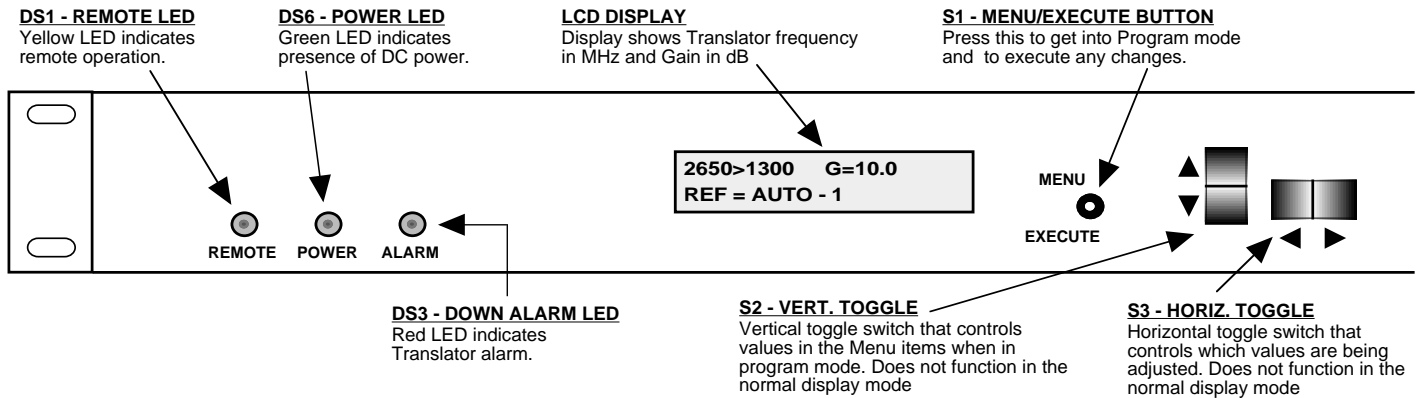 DS1 - REMOTE LED
Yellow LED indicates
remote operation.
DS6 - POWER LED
Green LED indicates
presence of DC power.
LCD DISPLAY
Display shows Translator frequency
in MHz and Gain in dB
S1 - MENU/EXECUTE BUTTON
Press this to get into Program mode
and to execute any changes.
2650>1300 G=10.0
REF = AUTO - 1
MENU
EXECUTE
REMOTE
POWER
ALARM
DS3 - DOWN ALARM LED
Red LED indicates
Translator alarm.
S2 - VERT. TOGGLE
Vertical toggle switch that controls
values in the Menu items when in
program mode. Does not function in the
normal display mode
S3 - HORIZ. TOGGLE
Horizontal toggle switch that
controls which values are being
adjusted. Does not function in the
normal display mode